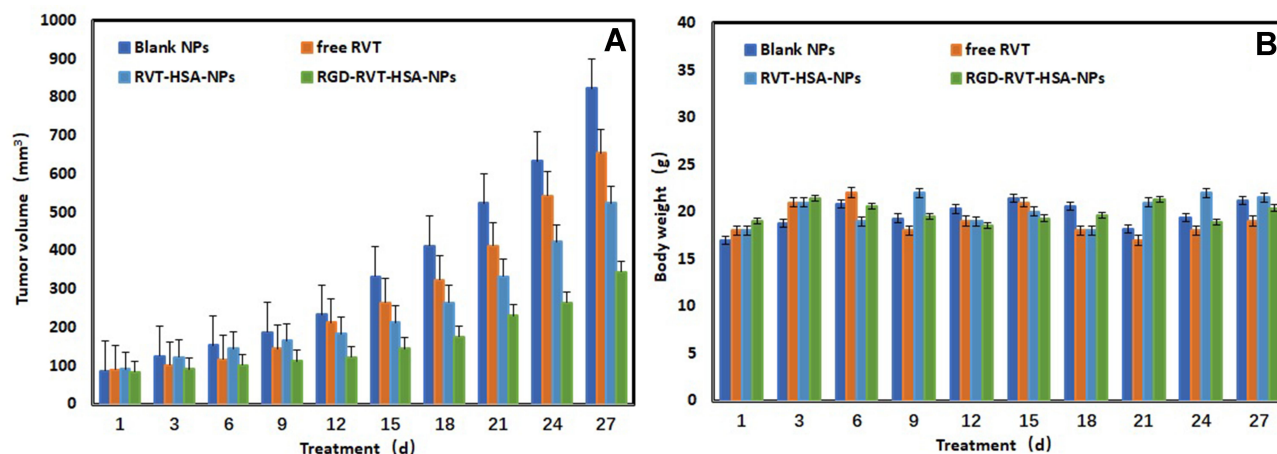 A
Blank NPs free RVT
RVT-HSA-NPs RGD-RVT-HSA-NPs
Tumor volume (mm³)
1000
900
800
700
600
500
400
300
200
100
0
1 3 6 9 12 15 18 21 24 27
Treatment (d)
B
Blank NPs free RVT
RVT-HSA-NPs RGD-RVT-HSA-NPs
Body weight (g)
40
35
30
25
20
15
10
5
0
1 3 6 9 12 15 18 21 24 27
Treatment (d)